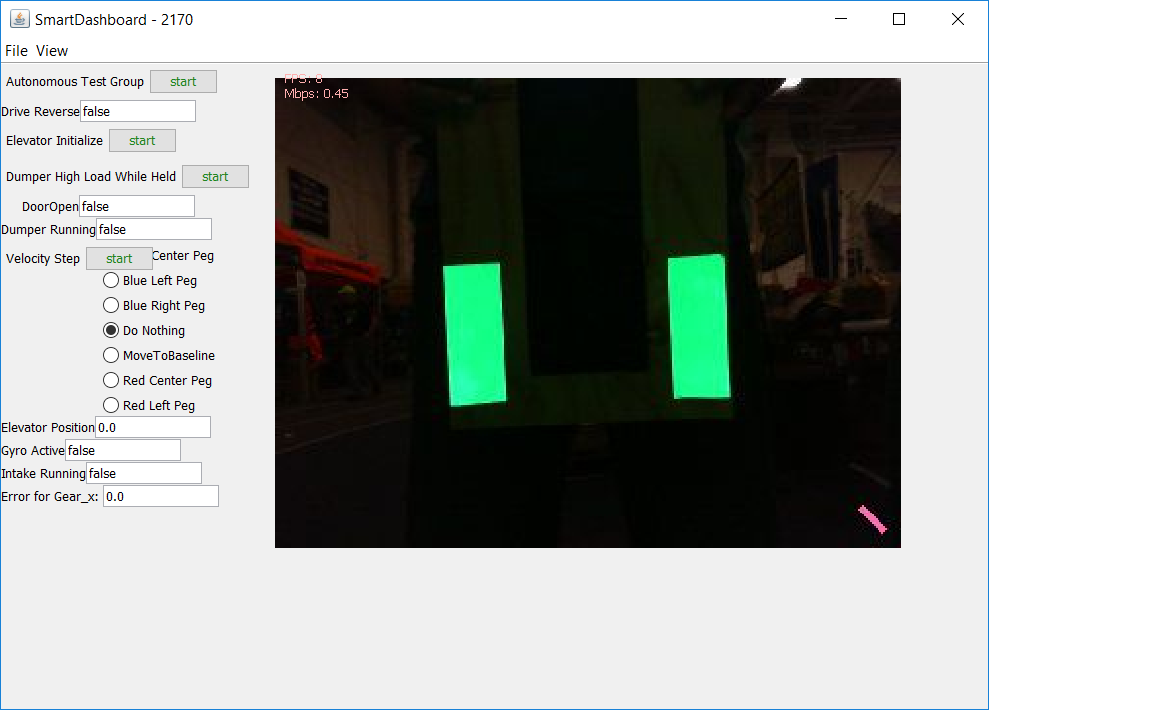 SmartDashboard - 2170
File View
Autonomous Test Group start
Drive Reverse false
Elevator Initialize start
Dumper High Load While Held start
DoorOpen false
Dumper Running false
Velocity Step start Center Peg
Blue Left Peg
Blue Right Peg
Do Nothing
MoveToBaseline
Red Center Peg
Red Left Peg
Elevator Position 0.0
Gyro Active false
Intake Running false
Error for Gear_x: 0.0
FPS: 8
Mbps: 0.45